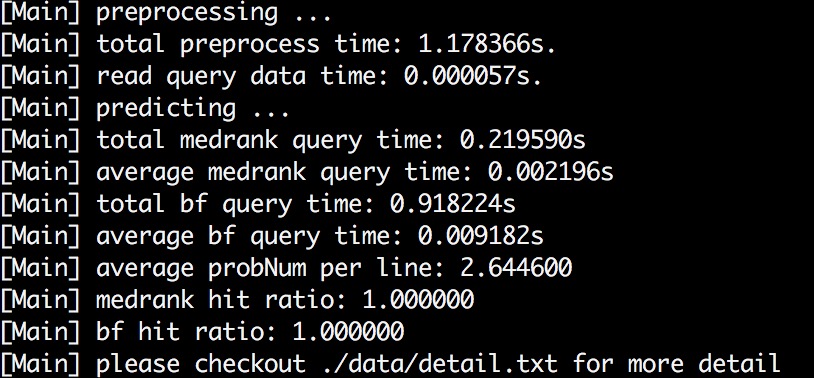 [Main] preprocessing ...
[Main] total preprocess time: 1.178366s.
[Main] read query data time: 0.000057s.
[Main] predicting ...
[Main] total medrank query time: 0.219590s
[Main] average medrank query time: 0.002196s
[Main] total bf query time: 0.918224s
[Main] average bf query time: 0.009182s
[Main] average probNum per line: 2.644600
[Main] medrank hit ratio: 1.000000
[Main] bf hit ratio: 1.000000
[Main] please checkout ./data/detail.txt for more detail